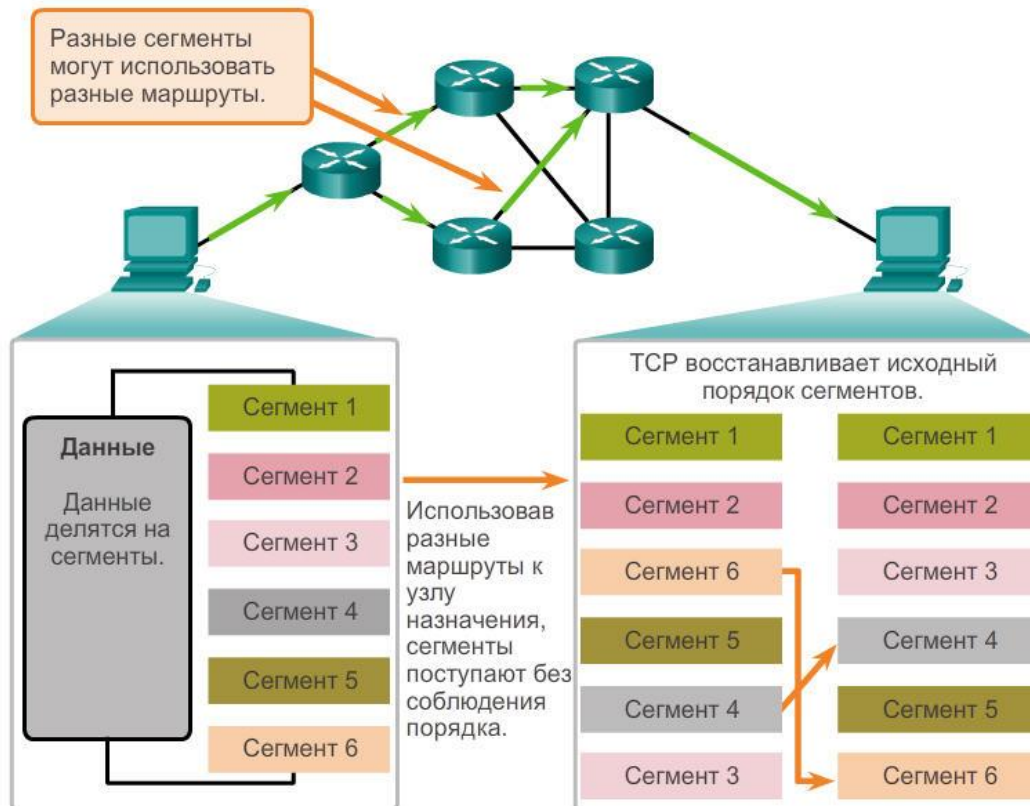 Разные сегменты
могут использовать
разные маршруты.
Данные
Данные
делятся на
сегменты.
Сегмент 1
Сегмент 2
Сегмент 3
Сегмент 4
Сегмент 5
Сегмент 6
Использовав
разные
маршруты к
узлу
назначения,
сегменты
поступают без
соблюдения
порядка.
TCP восстанавливает исходный
порядок сегментов.
Сегмент 1
Сегмент 2
Сегмент 6
Сегмент 5
Сегмент 4
Сегмент 3
Сегмент 1
Сегмент 2
Сегмент 3
Сегмент 4
Сегмент 5
Сегмент 6